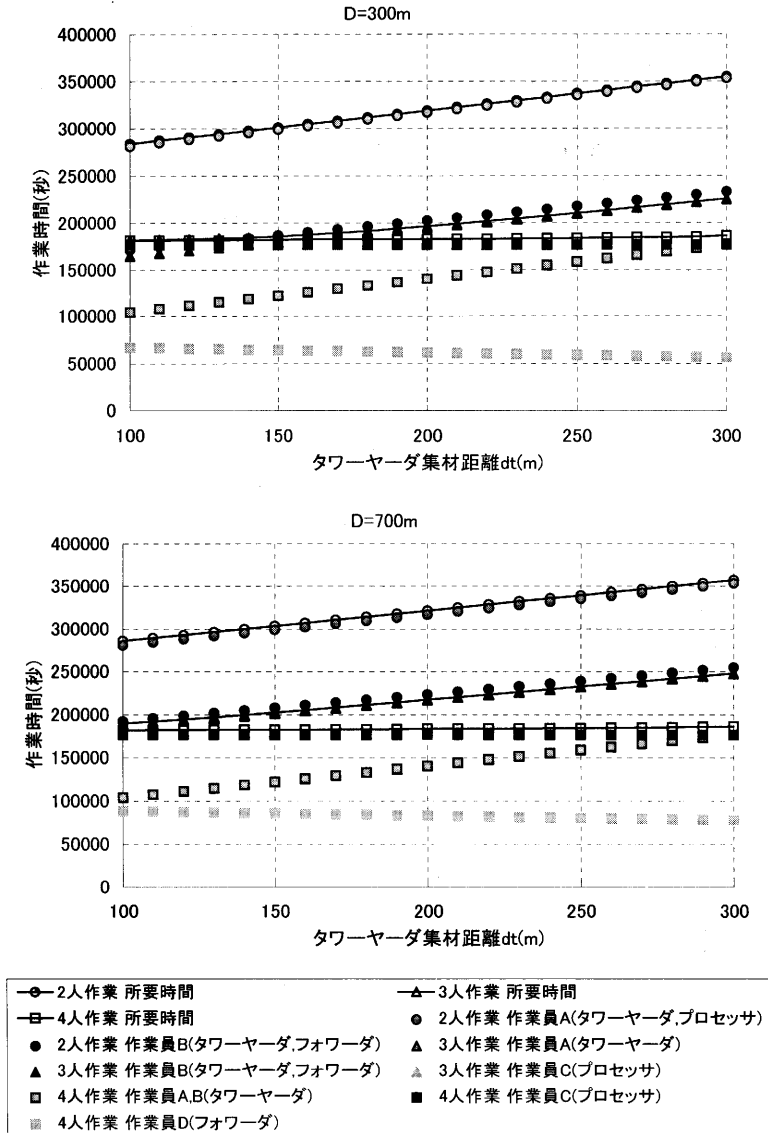 D=300m
400000
350000
300000
250000
200000
150000
100000
50000
0
作業時間(秒)
100
150
200
250
300
タワーヤーダ集材距離dt(m)
D=700m
400000
350000
300000
250000
200000
150000
100000
50000
0
作業時間(秒)
100
150
200
250
300
タワーヤーダ集材距離dt(m)
2人作業 所要時間
3人作業 所要時間
4人作業 所要時間
2人作業 作業員A(タワーヤーダ,プロセッサ)
2人作業 作業員B(タワーヤーダ,フォワーダ)
3人作業 作業員A(タワーヤーダ)
3人作業 作業員B(タワーヤーダ,フォワーダ)
3人作業 作業員C(プロセッサ)
4人作業 作業員A,B(タワーヤーダ)
4人作業 作業員C(プロセッサ)
4人作業 作業員D(フォワーダ)